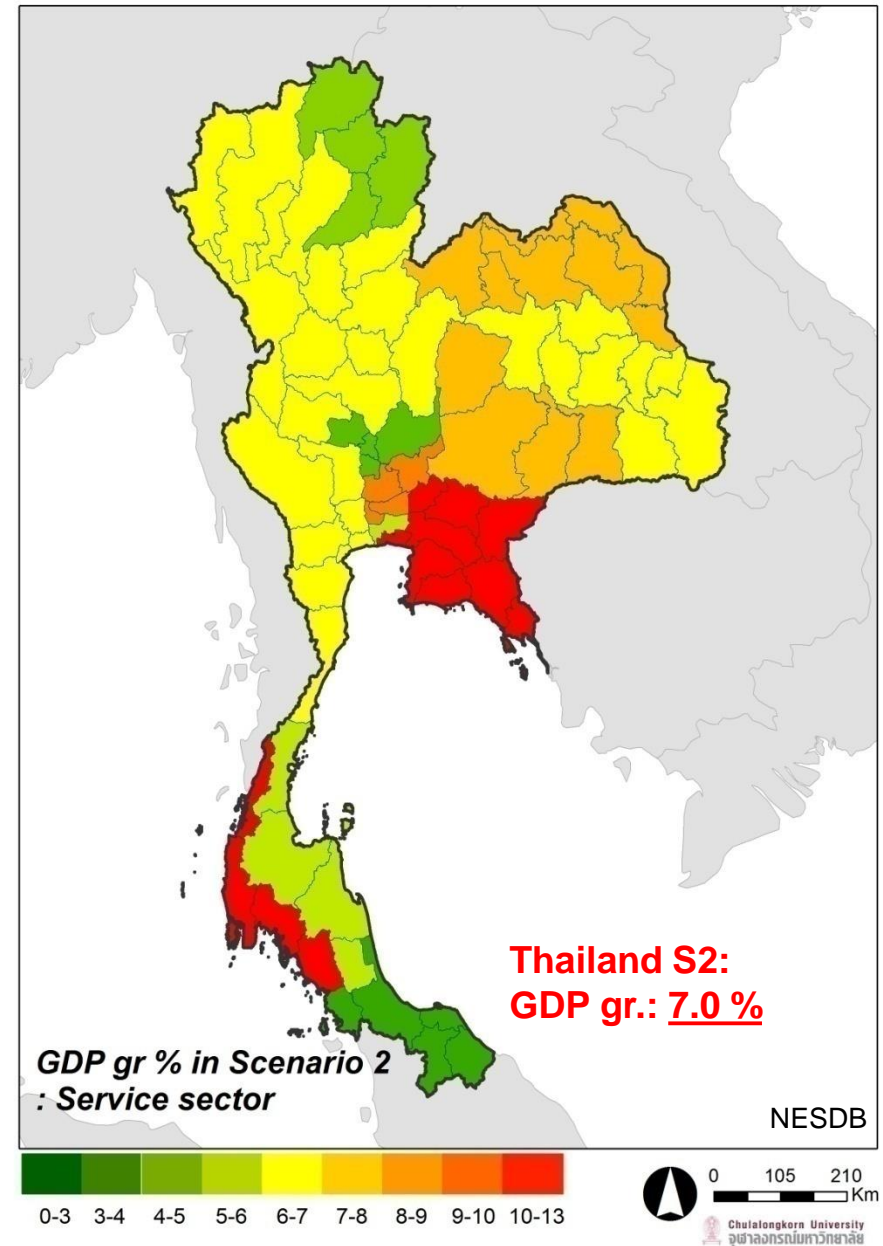 Thailand S2:
GDP gr.: 7.0 %
GDP gr % in Scenario 2
: Service sector
NESDB
0-3 3-4 4-5 5-6 6-7 7-8 8-9 9-10 10-13
0 105 210
Km
Chulalongkorn University
จุฬาลงกรณ์มหาวิทยาลัย